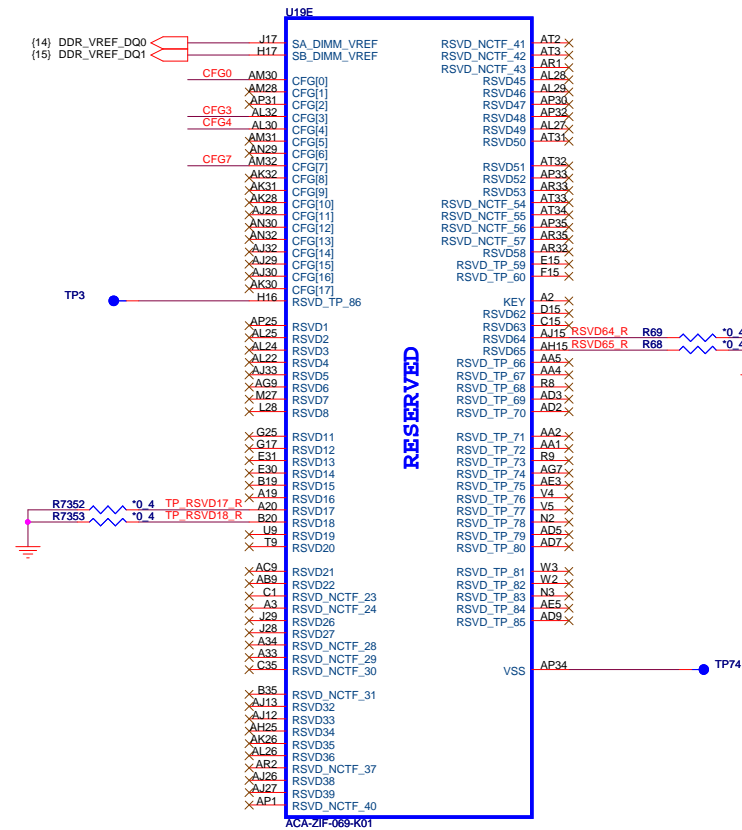 U19E
{14} DDR_VREF_DQ0 J17 SA_DIMM_VREF
{15} DDR_VREF_DQ1 H17 SB_DIMM_VREF
CFG0 AM30 CFG[0]
AM28 CFG[1]
AP31 CFG[2]
CFG3 AL32 CFG[3]
CFG4 AL30 CFG[4]
AM31 CFG[5]
AN29 CFG[6]
CFG7 AM32 CFG[7]
AK32 CFG[8]
AK31 CFG[9]
AK28 CFG[10]
AJ28 CFG[11]
AN30 CFG[12]
AN32 CFG[13]
AJ32 CFG[14]
AJ29 CFG[15]
AJ30 CFG[16]
AK30 CFG[17]
TP3 H16 RSVD_TP_86
AP25 RSVD1
AL25 RSVD2
AL24 RSVD3
AL22 RSVD4
AJ33 RSVD5
AG9 RSVD6
M27 RSVD7
L28 RSVD8
G25 RSVD11
G17 RSVD12
E31 RSVD13
E30 RSVD14
B19 RSVD15
A19 RSVD16
R7352 *0_4 TP_RSVD17_R A20 RSVD17
R7353 *0_4 TP_RSVD18_R B20 RSVD18
U9 RSVD19
T9 RSVD20
AC9 RSVD21
AB9 RSVD22
C1 RSVD_NCTF_23
A3 RSVD_NCTF_24
J29 RSVD26
J28 RSVD27
A34 RSVD_NCTF_28
A33 RSVD_NCTF_29
C35 RSVD_NCTF_30
B35 RSVD_NCTF_31
AJ13 RSVD32
AJ12 RSVD33
AH25 RSVD34
AK26 RSVD35
AL26 RSVD36
AR2 RSVD_NCTF_37
AJ26 RSVD38
AJ27 RSVD39
AP1 RSVD_NCTF_40
RESERVED
RSVD_NCTF_41 AT2
RSVD_NCTF_42 AT3
RSVD_NCTF_43 AR1
RSVD45 AL28
RSVD46 AL29
RSVD47 AP30
RSVD48 AP32
RSVD49 AL27
RSVD50 AT31
RSVD51 AT32
RSVD52 AP33
RSVD53 AR33
RSVD_NCTF_54 AT33
RSVD_NCTF_55 AT34
RSVD_NCTF_56 AP35
RSVD_NCTF_57 AR35
RSVD58 AR32
RSVD_TP_59 E15
RSVD_TP_60 F15
KEY A2
RSVD62 D15
RSVD63 C15
RSVD64 AJ15 RSVD64_R R69 *0_4
RSVD65 AH15 RSVD65_R R68 *0_4
RSVD_TP_66 AA5
RSVD_TP_67 AA4
RSVD_TP_68 R8
RSVD_TP_69 AD3
RSVD_TP_70 AD2
RSVD_TP_71 AA2
RSVD_TP_72 AA1
RSVD_TP_73 R9
RSVD_TP_74 AG7
RSVD_TP_75 AE3
RSVD_TP_76 V4
RSVD_TP_77 V5
RSVD_TP_78 N2
RSVD_TP_79 AD5
RSVD_TP_80 AD7
RSVD_TP_81 W3
RSVD_TP_82 W2
RSVD_TP_83 N3
RSVD_TP_84 AE5
RSVD_TP_85 AD9
VSS AP34 TP74
ACA-ZIF-069-K01